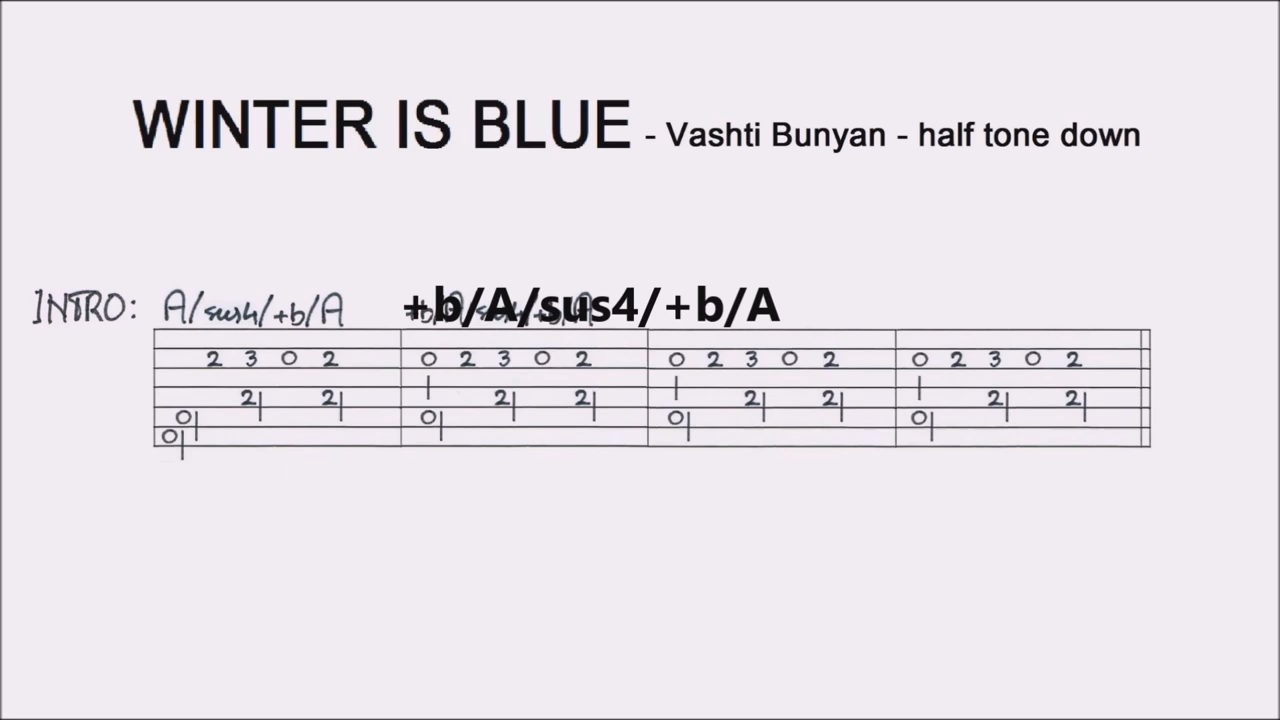 WINTER IS BLUE - Vashti Bunyan - half tone down
INTRO: A/sus4/+b/A +b/A/sus4/+b/A
2 3 0 2 0 2 3 0 2 0 2 3 0 2 0 2 3 0 2
2 2 2 2 2 2 2 2
0 0 0 0
0